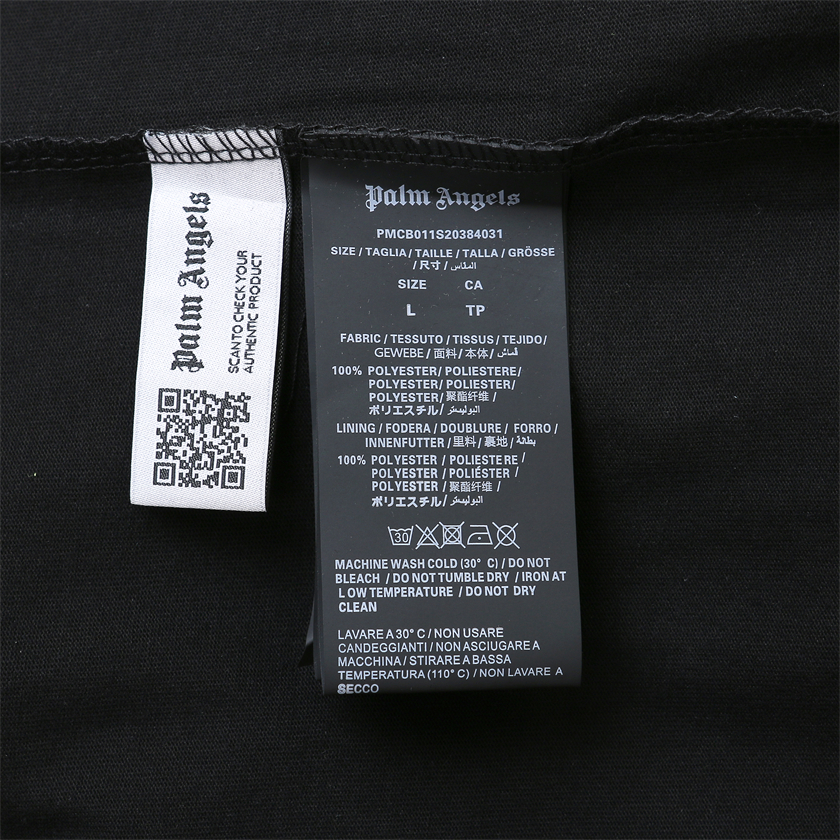 Palm Angels
SCAN TO CHECK YOUR
AUTHENTIC PRODUCT
Palm Angels
PMCB011S20384031
SIZE / TAGLIA / TAILLE / TALLA / GRÖSSE
/ 尺寸 / المقاس
SIZE CA
L TP
FABRIC / TESSUTO / TISSUS / TEJIDO /
GEWEBE / 面料 / 本体 / القماش
100% POLYESTER / POLIESTERE /
POLYESTER / POLIESTER /
POLYESTER / 聚酯纤维 /
ポリエステル / البوليستر
LINING / FODERA / DOUBLURE / FORRO /
INNENFUTTER / 里料 / 裏地 / بطانة
100% POLYESTER / POLIESTERE /
POLYESTER / POLIÉSTER /
POLYESTER / 聚酯纤维 /
ポリエステル / البوليستر
30
MACHINE WASH COLD (30° C) / DO NOT
BLEACH / DO NOT TUMBLE DRY / IRON AT
LOW TEMPERATURE / DO NOT DRY
CLEAN
LAVARE A 30° C / NON USARE
CANDEGGIANTI / NON ASCIUGARE A
MACCHINA / STIRARE A BASSA
TEMPERATURA (110° C) / NON LAVARE A
SECCO